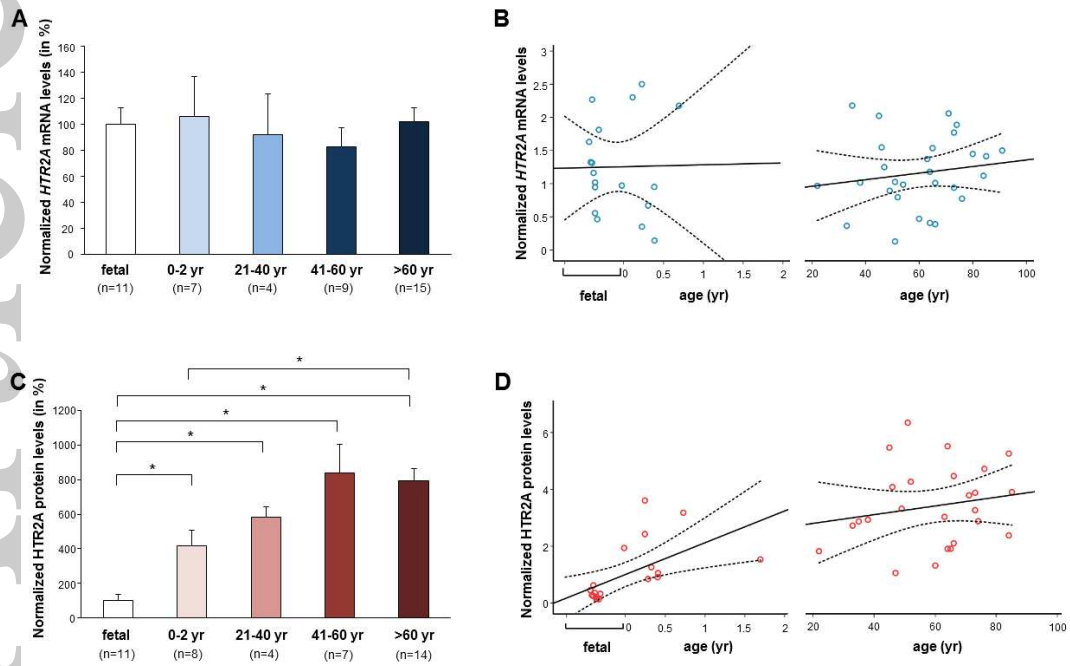 A
Normalized HTR2A mRNA levels (in %)
160
140
120
100
80
60
40
20
0
fetal 0-2 yr 21-40 yr 41-60 yr >60 yr
(n=11) (n=7) (n=4) (n=9) (n=15)
B
Normalized HTR2A mRNA levels
3
2.5
2
1.5
1
0.5
0
0 0.5 1 1.5 2 20 40 60 80 100
fetal age (yr) age (yr)
C
Normalized HTR2A protein levels (in %)
*
*
*
*
*
1200
1000
800
600
400
200
0
fetal 0-2 yr 21-40 yr 41-60 yr >60 yr
(n=11) (n=8) (n=4) (n=7) (n=14)
D
Normalized HTR2A protein levels
6
4
2
0
0 0.5 1 1.5 2 20 40 60 80 100
fetal age (yr) age (yr)